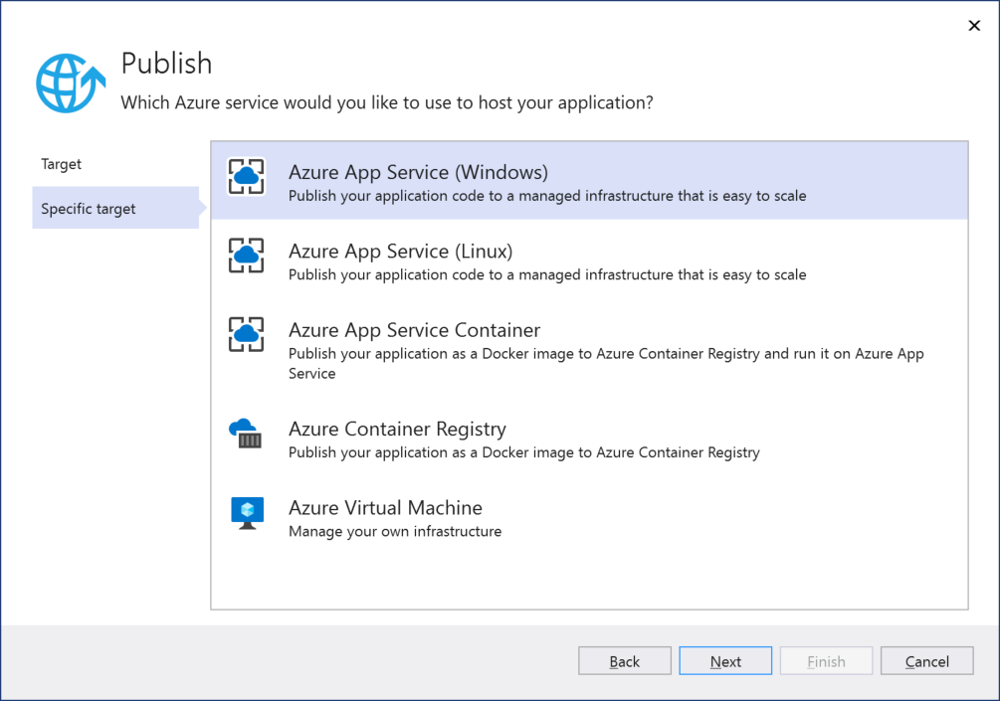 Publish
Which Azure service would you like to use to host your application?
Target
Specific target
Azure App Service (Windows)
Publish your application code to a managed infrastructure that is easy to scale
Azure App Service (Linux)
Publish your application code to a managed infrastructure that is easy to scale
Azure App Service Container
Publish your application as a Docker image to Azure Container Registry and run it on Azure App
Service
Azure Container Registry
Publish your application as a Docker image to Azure Container Registry
Azure Virtual Machine
Manage your own infrastructure
Back
Next
Finish
Cancel